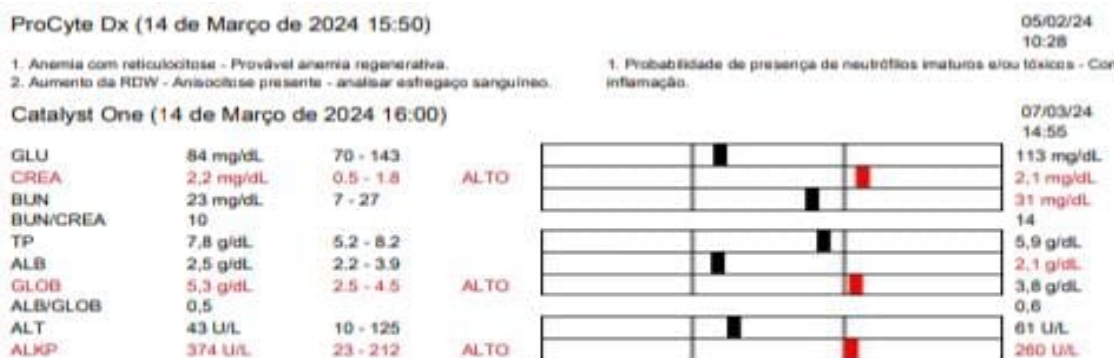 ProCyte Dx (14 de Março de 2024 15:50) 05/02/24
10:28
1. Anemia com reticulocitose - Provável anemia regenerativa. 1. Probabilidade de presença de neutrófilos imaturos e/ou tóxicos - Con
2. Aumento da RDW - Anisocitose presente - analisar esfregaço sanguíneo. inflamação.
Catalyst One (14 de Março de 2024 16:00) 07/03/24
14:55
GLU 84 mg/dL 70 - 143 113 mg/dL
CREA 2,2 mg/dL 0.5 - 1.8 ALTO 2,1 mg/dL
BUN 23 mg/dL 7 - 27 31 mg/dL
BUN/CREA 10 14
TP 7,8 g/dL 5.2 - 8.2 5,9 g/dL
ALB 2,5 g/dL 2.2 - 3.9 2,1 g/dL
GLOB 5,3 g/dL 2.5 - 4.5 ALTO 3,8 g/dL
ALB/GLOB 0,5 0,6
ALT 43 U/L 10 - 125 61 U/L
ALKP 374 U/L 23 - 212 ALTO 260 U/L